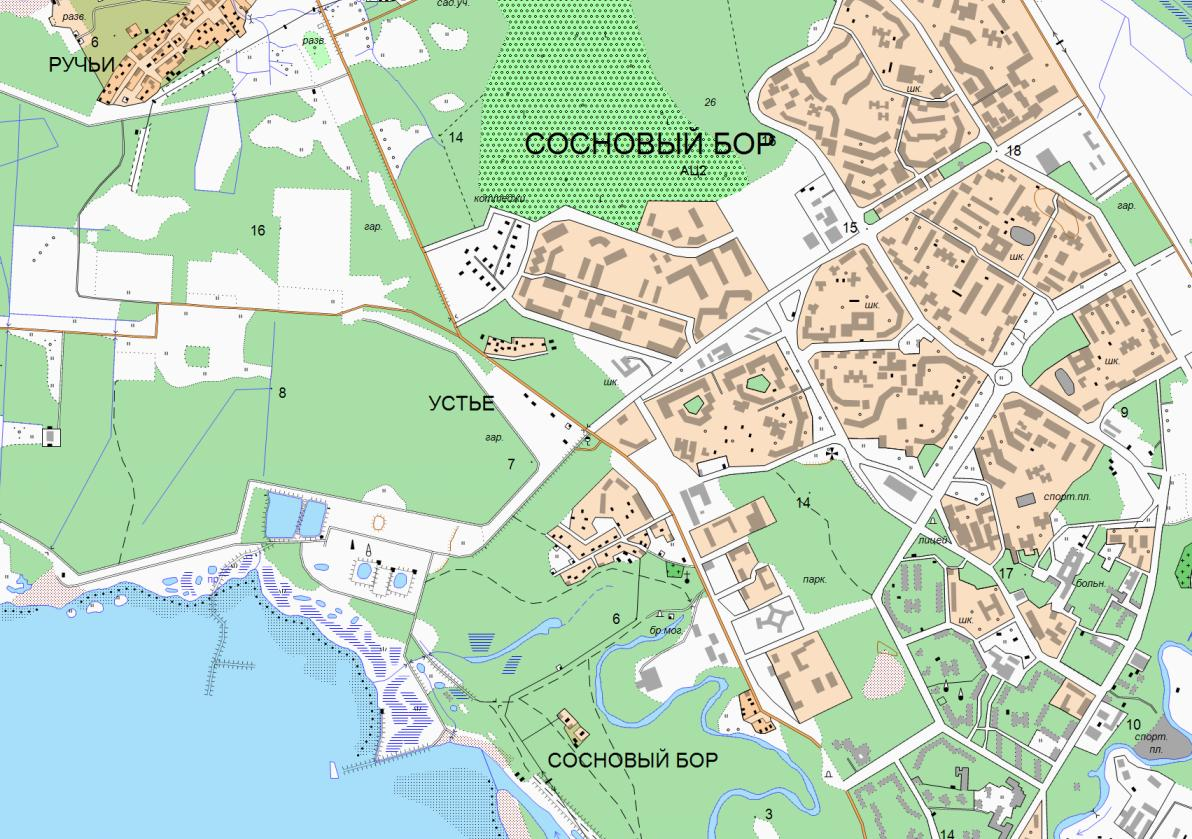 сад.уч.
разв.
6
разв.
РУЧЬИ
шк.
26
14
СОСНОВЫЙ БОР
АЦ2
18
коттеджи
гар.
16
гар.
15
шк.
шк.
шк.
шк.
8
УСТЬЕ
9
гар.
7
спорт.пл.
14
лицей
17
больн.
парк.
6
шк.
бр.мог.
10
спорт.
пл.
СОСНОВЫЙ БОР
3
14